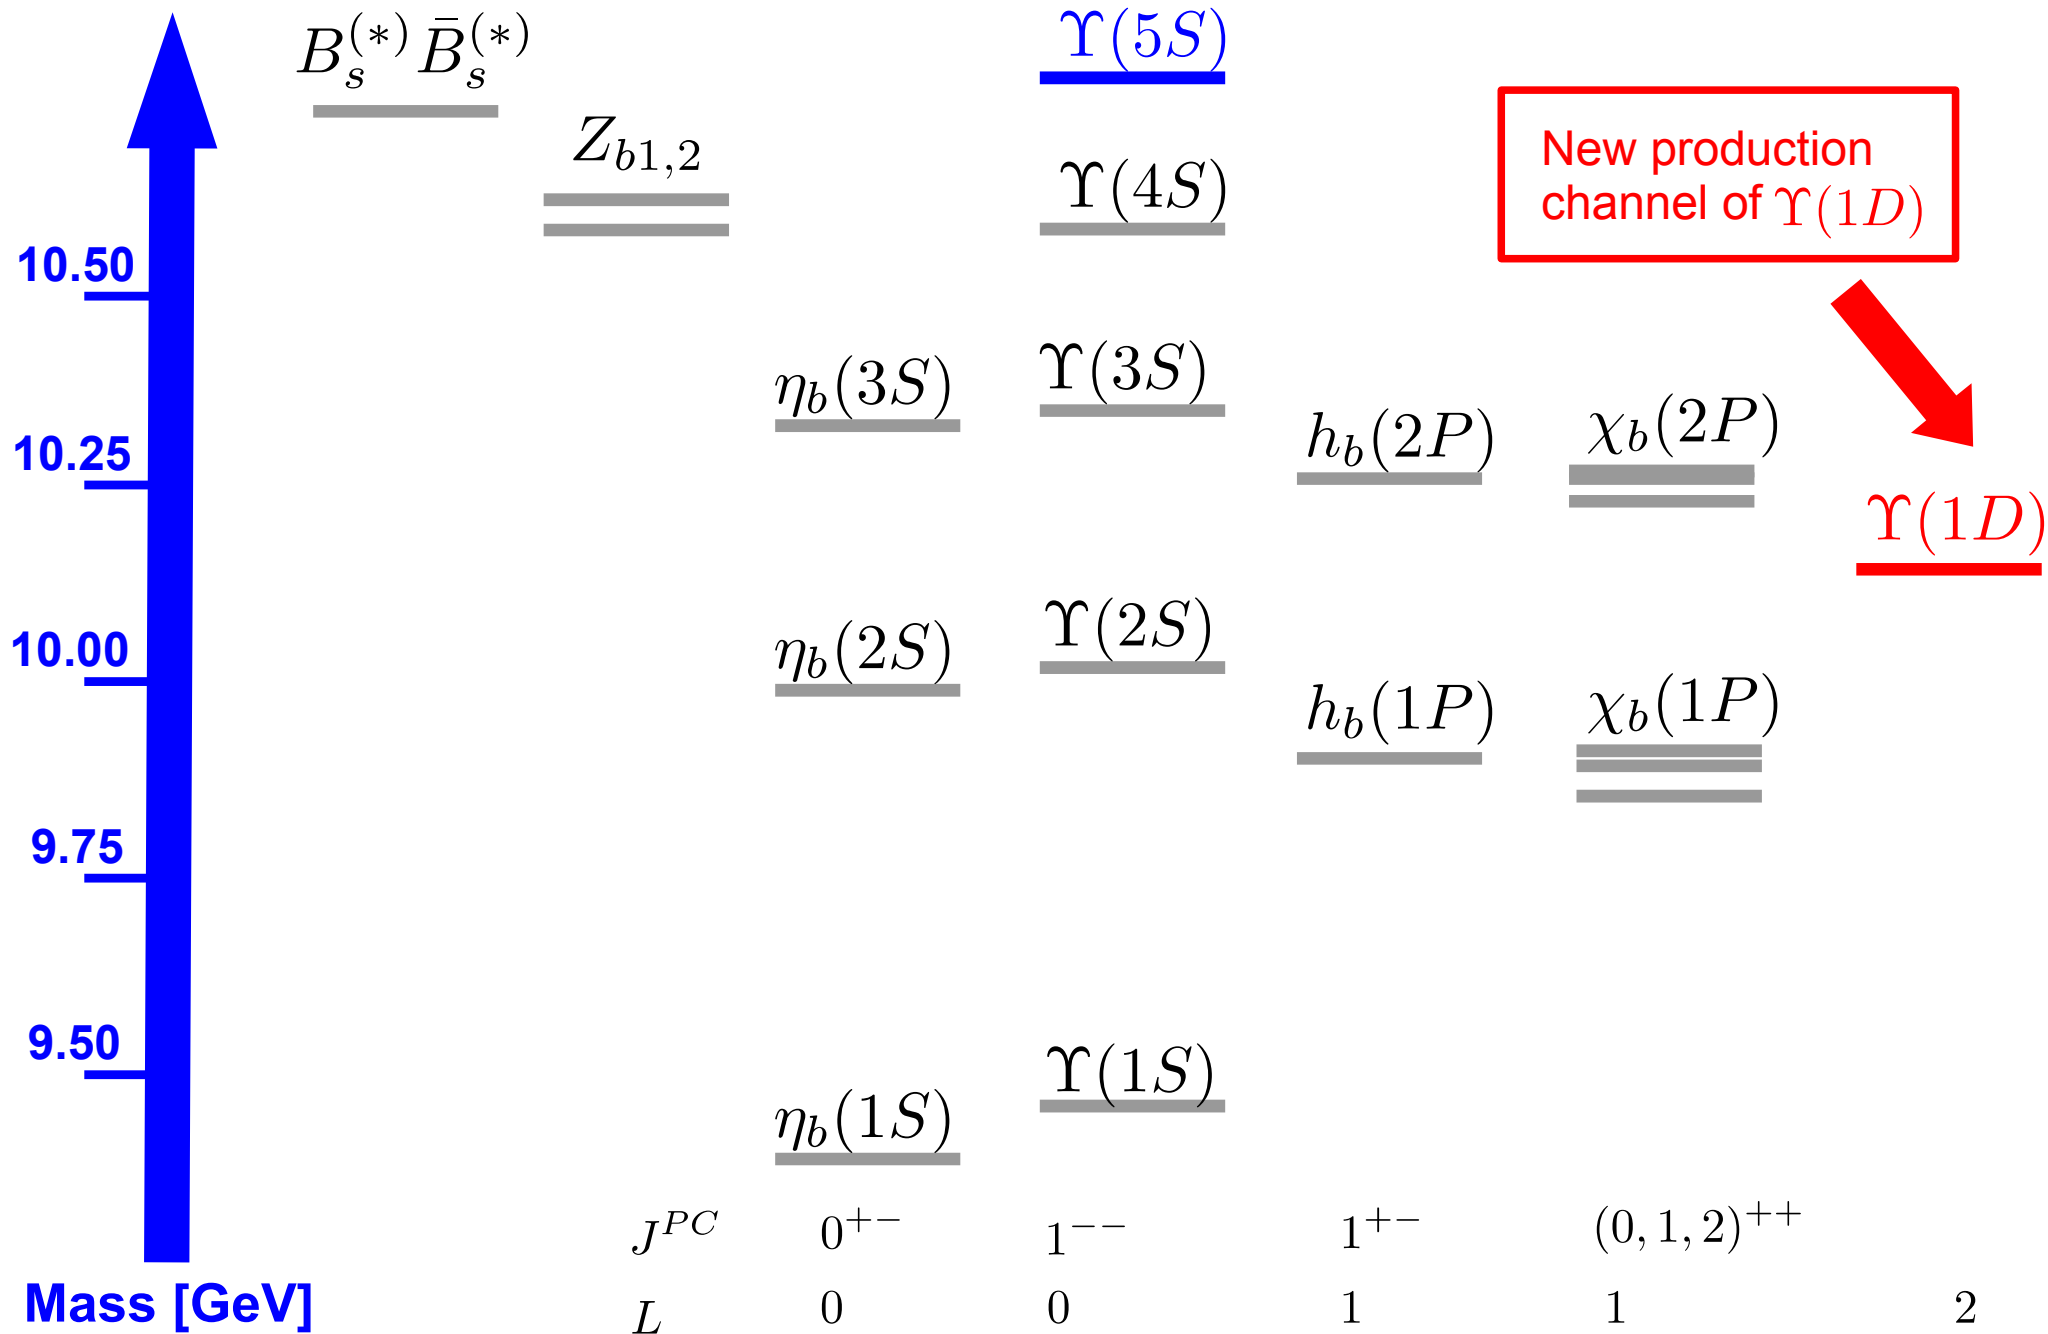 B_s^{(*)} B̄_s^{(*)}
Υ(5S)
Z_{b1,2}
Υ(4S)
New production
channel of Υ(1D)
10.50
η_b(3S)
Υ(3S)
h_b(2P)
χ_b(2P)
10.25
Υ(1D)
10.00
η_b(2S)
Υ(2S)
h_b(1P)
χ_b(1P)
9.75
9.50
η_b(1S)
Υ(1S)
J^{PC} 0^{+-} 1^{--} 1^{+-} (0,1,2)^{++}
Mass [GeV]
L 0 0 1 1 2